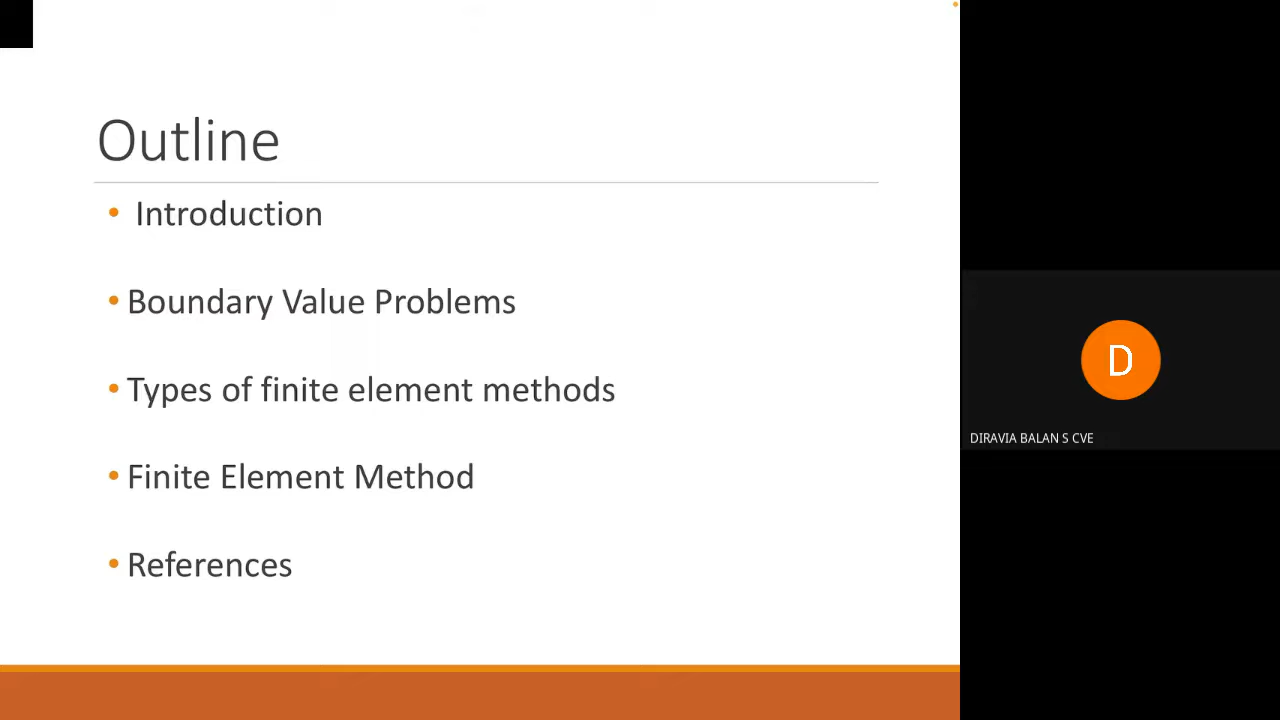 Outline
• Introduction
• Boundary Value Problems
• Types of finite element methods
• Finite Element Method
• References
D
DIRAVIA BALAN S CVE